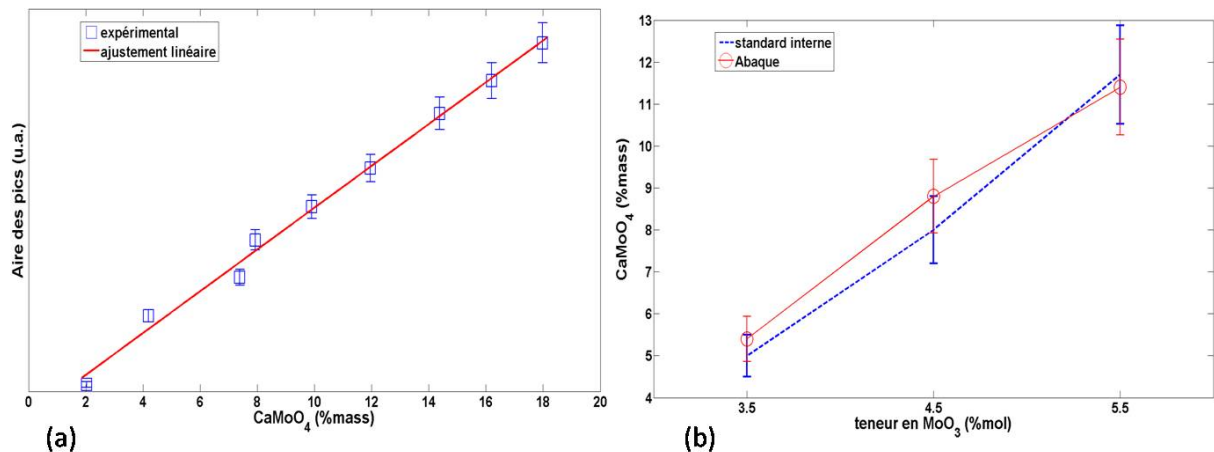 expérimental
ajustement linéaire
Aire des pics (u.a.)
0 2 4 6 8 10 12 14 16 18 20
CaMoO₄ (%mass)
(a)
standard interne
Abaque
CaMoO₄ (%mass)
13
12
11
10
9
8
7
6
5
4
3.5 4.5 5.5
teneur en MoO₃ (%mol)
(b)